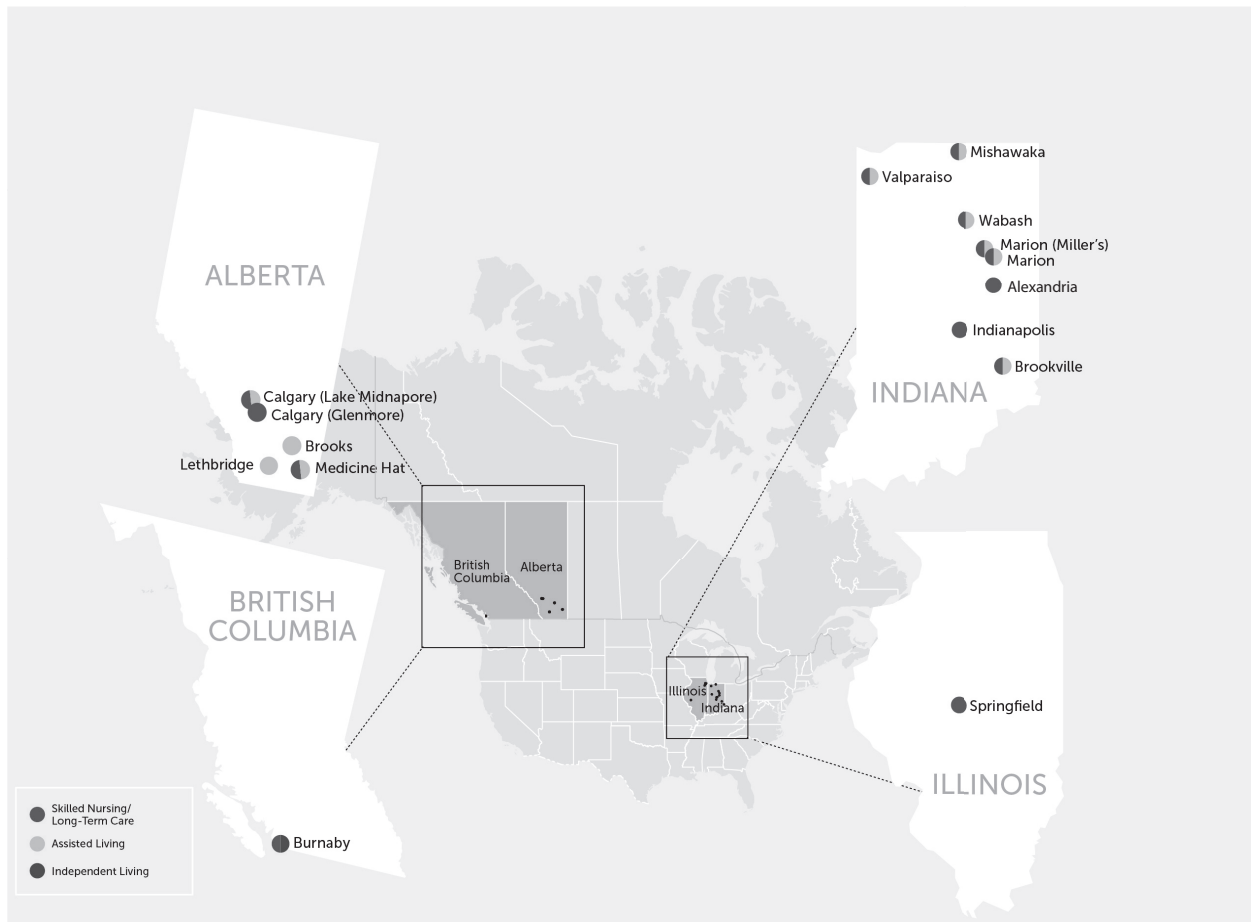 ALBERTA
Calgary (Lake Midnapore)
Calgary (Glenmore)
Brooks
Lethbridge
Medicine Hat
BRITISH
COLUMBIA
Burnaby
Skilled Nursing/
Long-Term Care
Assisted Living
Independent Living
British
Columbia
Alberta
Illinois
Indiana
Mishawaka
Valparaiso
Wabash
Marion (Miller’s)
Marion
Alexandria
Indianapolis
Brookville
INDIANA
Springfield
ILLINOIS